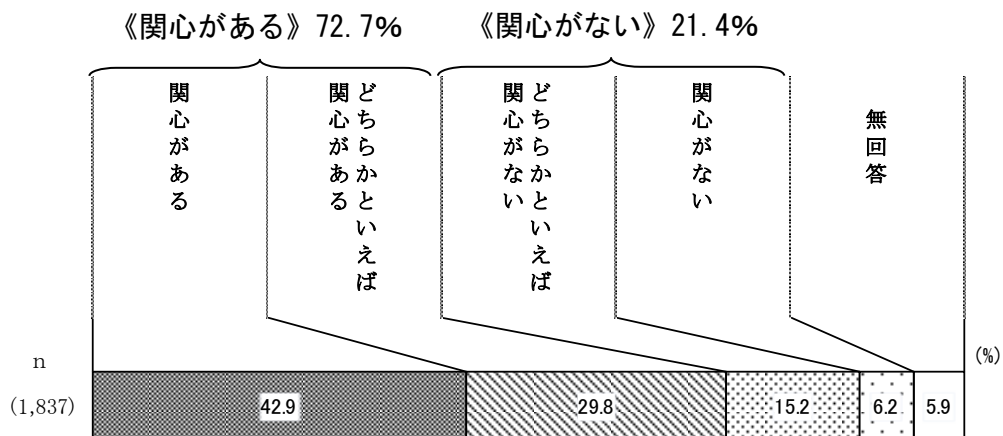 《関心がある》72.7%
《関心がない》21.4%
関心がある
どちらかといえば
関心がある
どちらかといえば
関心がない
関心がない
無回答
(%)
n
(1,837)
42.9
29.8
15.2
6.2
5.9